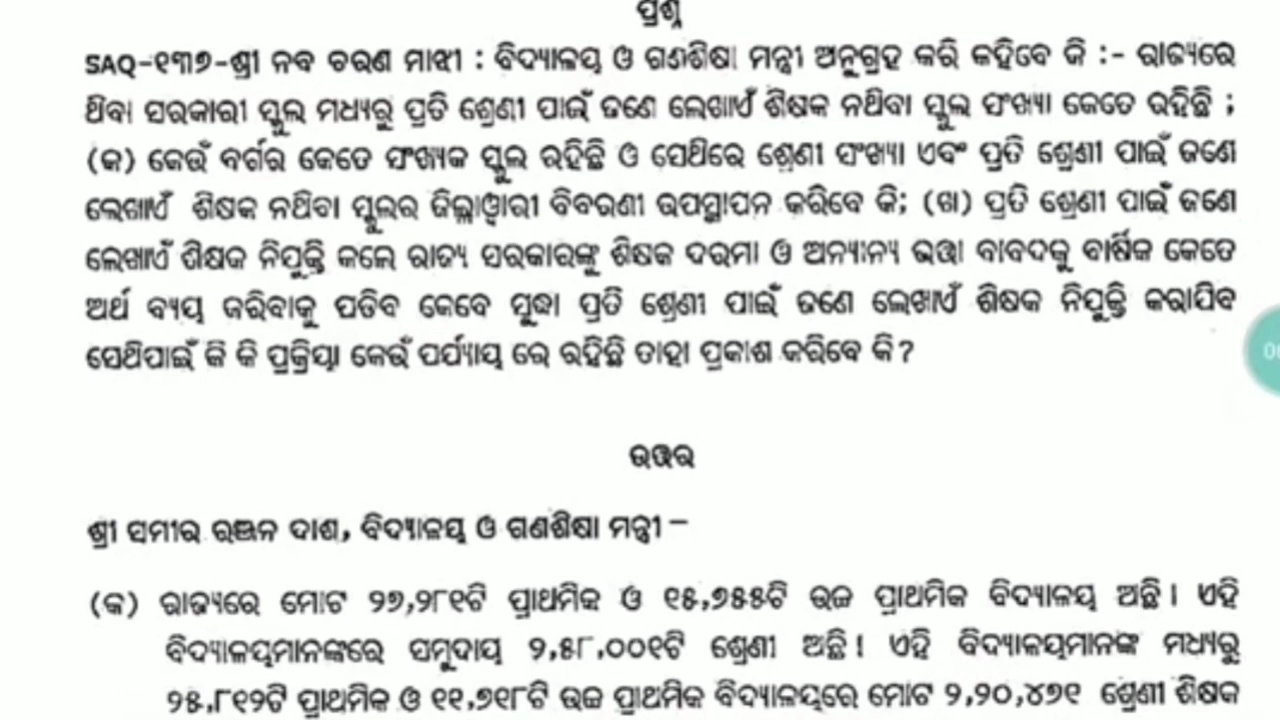 ପ୍ରଶ୍ନ
SAQ-୧୩୭-ଶ୍ରୀ ନବ ଚରଣ ମାଝୀ : ବିଦ୍ୟାଳୟ ଓ ଗଣଶିକ୍ଷା ମନ୍ତ୍ରୀ ଅନୁଗ୍ରହ କରି କହିବେ କି :- ରାଜ୍ୟରେ
ଥିବା ସରକାରୀ ସ୍କୁଲ ମଧ୍ୟରୁ ପ୍ରତି ଶ୍ରେଣୀ ପାଇଁ ଜଣେ ଲେଖାଏଁ ଶିକ୍ଷକ ନଥିବା ସ୍କୁଲ ସଂଖ୍ୟା କେତେ ରହିଛି ;
(କ) କେଉଁ ବର୍ଗର କେତେ ସଂଖ୍ୟକ ସ୍କୁଲ ରହିଛି ଓ ସେଥିରେ ଶ୍ରେଣୀ ସଂଖ୍ୟା ଏବଂ ପ୍ରତି ଶ୍ରେଣୀ ପାଇଁ ଜଣେ
ଲେଖାଏଁ ଶିକ୍ଷକ ନଥିବା ସ୍କୁଲର ଜିଲ୍ଲାୱାରୀ ବିବରଣୀ ଉପସ୍ଥାପନ କରିବେ କି; (ଖ) ପ୍ରତି ଶ୍ରେଣୀ ପାଇଁ ଜଣେ
ଲେଖାଏଁ ଶିକ୍ଷକ ନିଯୁକ୍ତି କଲେ ରାଜ୍ୟ ସରକାରଙ୍କୁ ଶିକ୍ଷକ ଦରମା ଓ ଅନ୍ୟାନ୍ୟ ଭତ୍ତା ବାବଦକୁ ବାର୍ଷିକ କେତେ
ଅର୍ଥ ବ୍ୟୟ କରିବାକୁ ପଡିବ କେବେ ସୁଦ୍ଧା ପ୍ରତି ଶ୍ରେଣୀ ପାଇଁ ଜଣେ ଲେଖାଏଁ ଶିକ୍ଷକ ନିଯୁକ୍ତି କରାଯିବ
ସେଥିପାଇଁ କି କି ପ୍ରକ୍ରିୟା କେଉଁ ପର୍ଯ୍ୟାୟ ରେ ରହିଛି ତାହା ପ୍ରକାଶ କରିବେ କି?
ଉତ୍ତର
ଶ୍ରୀ ସମୀର ରଞ୍ଜନ ଦାଶ, ବିଦ୍ୟାଳୟ ଓ ଗଣଶିକ୍ଷା ମନ୍ତ୍ରୀ –
(କ) ରାଜ୍ୟରେ ମୋଟ ୨୭,୨୮୧ଟି ପ୍ରାଥମିକ ଓ ୧୫,୭୫୫ଟି ଉଚ୍ଚ ପ୍ରାଥମିକ ବିଦ୍ୟାଳୟ ଅଛି । ଏହି
ବିଦ୍ୟାଳୟମାନଙ୍କରେ ସମୁଦାୟ ୨,୫୮,୦୦୧ଟି ଶ୍ରେଣୀ ଅଛି । ଏହି ବିଦ୍ୟାଳୟମାନଙ୍କ ମଧ୍ୟରୁ
୨୫,୮୧୨ଟି ପ୍ରାଥମିକ ଓ ୧୧,୭୧୮ଟି ଉଚ୍ଚ ପ୍ରାଥମିକ ବିଦ୍ୟାଳୟରେ ମୋଟ ୨,୨୦,୪୭୧ ଶ୍ରେଣୀ ଶିକ୍ଷକ